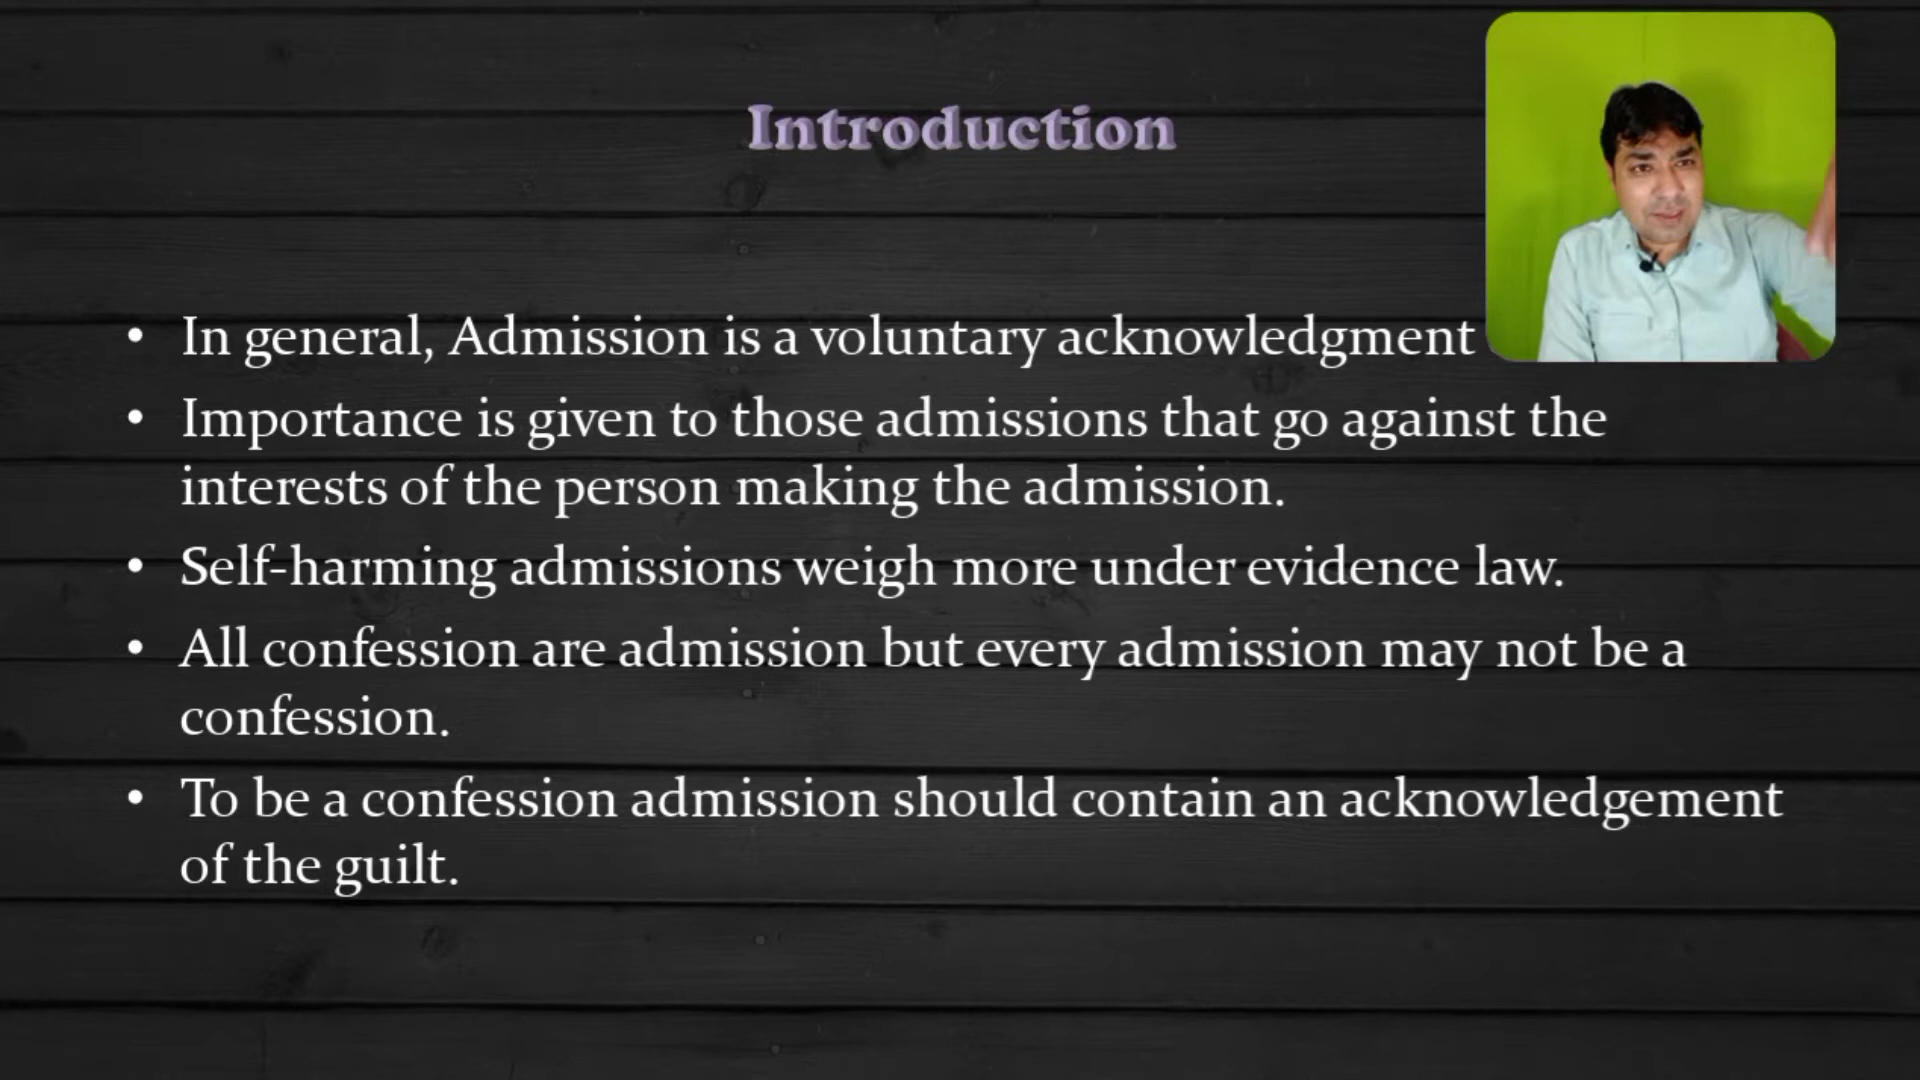 Introduction
• In general, Admission is a voluntary acknowledgment
• Importance is given to those admissions that go against the
interests of the person making the admission.
• Self-harming admissions weigh more under evidence law.
• All confession are admission but every admission may not be a
confession.
• To be a confession admission should contain an acknowledgement
of the guilt.